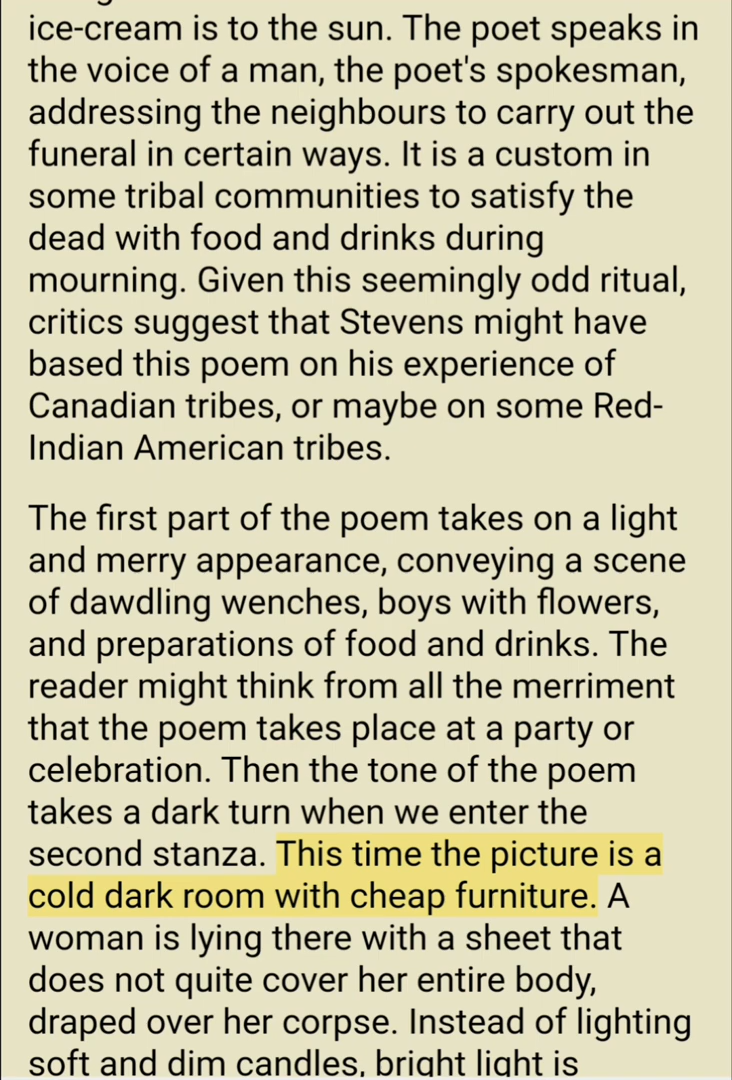 ice-cream is to the sun. The poet speaks in
the voice of a man, the poet's spokesman,
addressing the neighbours to carry out the
funeral in certain ways. It is a custom in
some tribal communities to satisfy the
dead with food and drinks during
mourning. Given this seemingly odd ritual,
critics suggest that Stevens might have
based this poem on his experience of
Canadian tribes, or maybe on some Red-
Indian American tribes.
The first part of the poem takes on a light
and merry appearance, conveying a scene
of dawdling wenches, boys with flowers,
and preparations of food and drinks. The
reader might think from all the merriment
that the poem takes place at a party or
celebration. Then the tone of the poem
takes a dark turn when we enter the
second stanza. This time the picture is a
cold dark room with cheap furniture. A
woman is lying there with a sheet that
does not quite cover her entire body,
draped over her corpse. Instead of lighting
soft and dim candles, bright light is